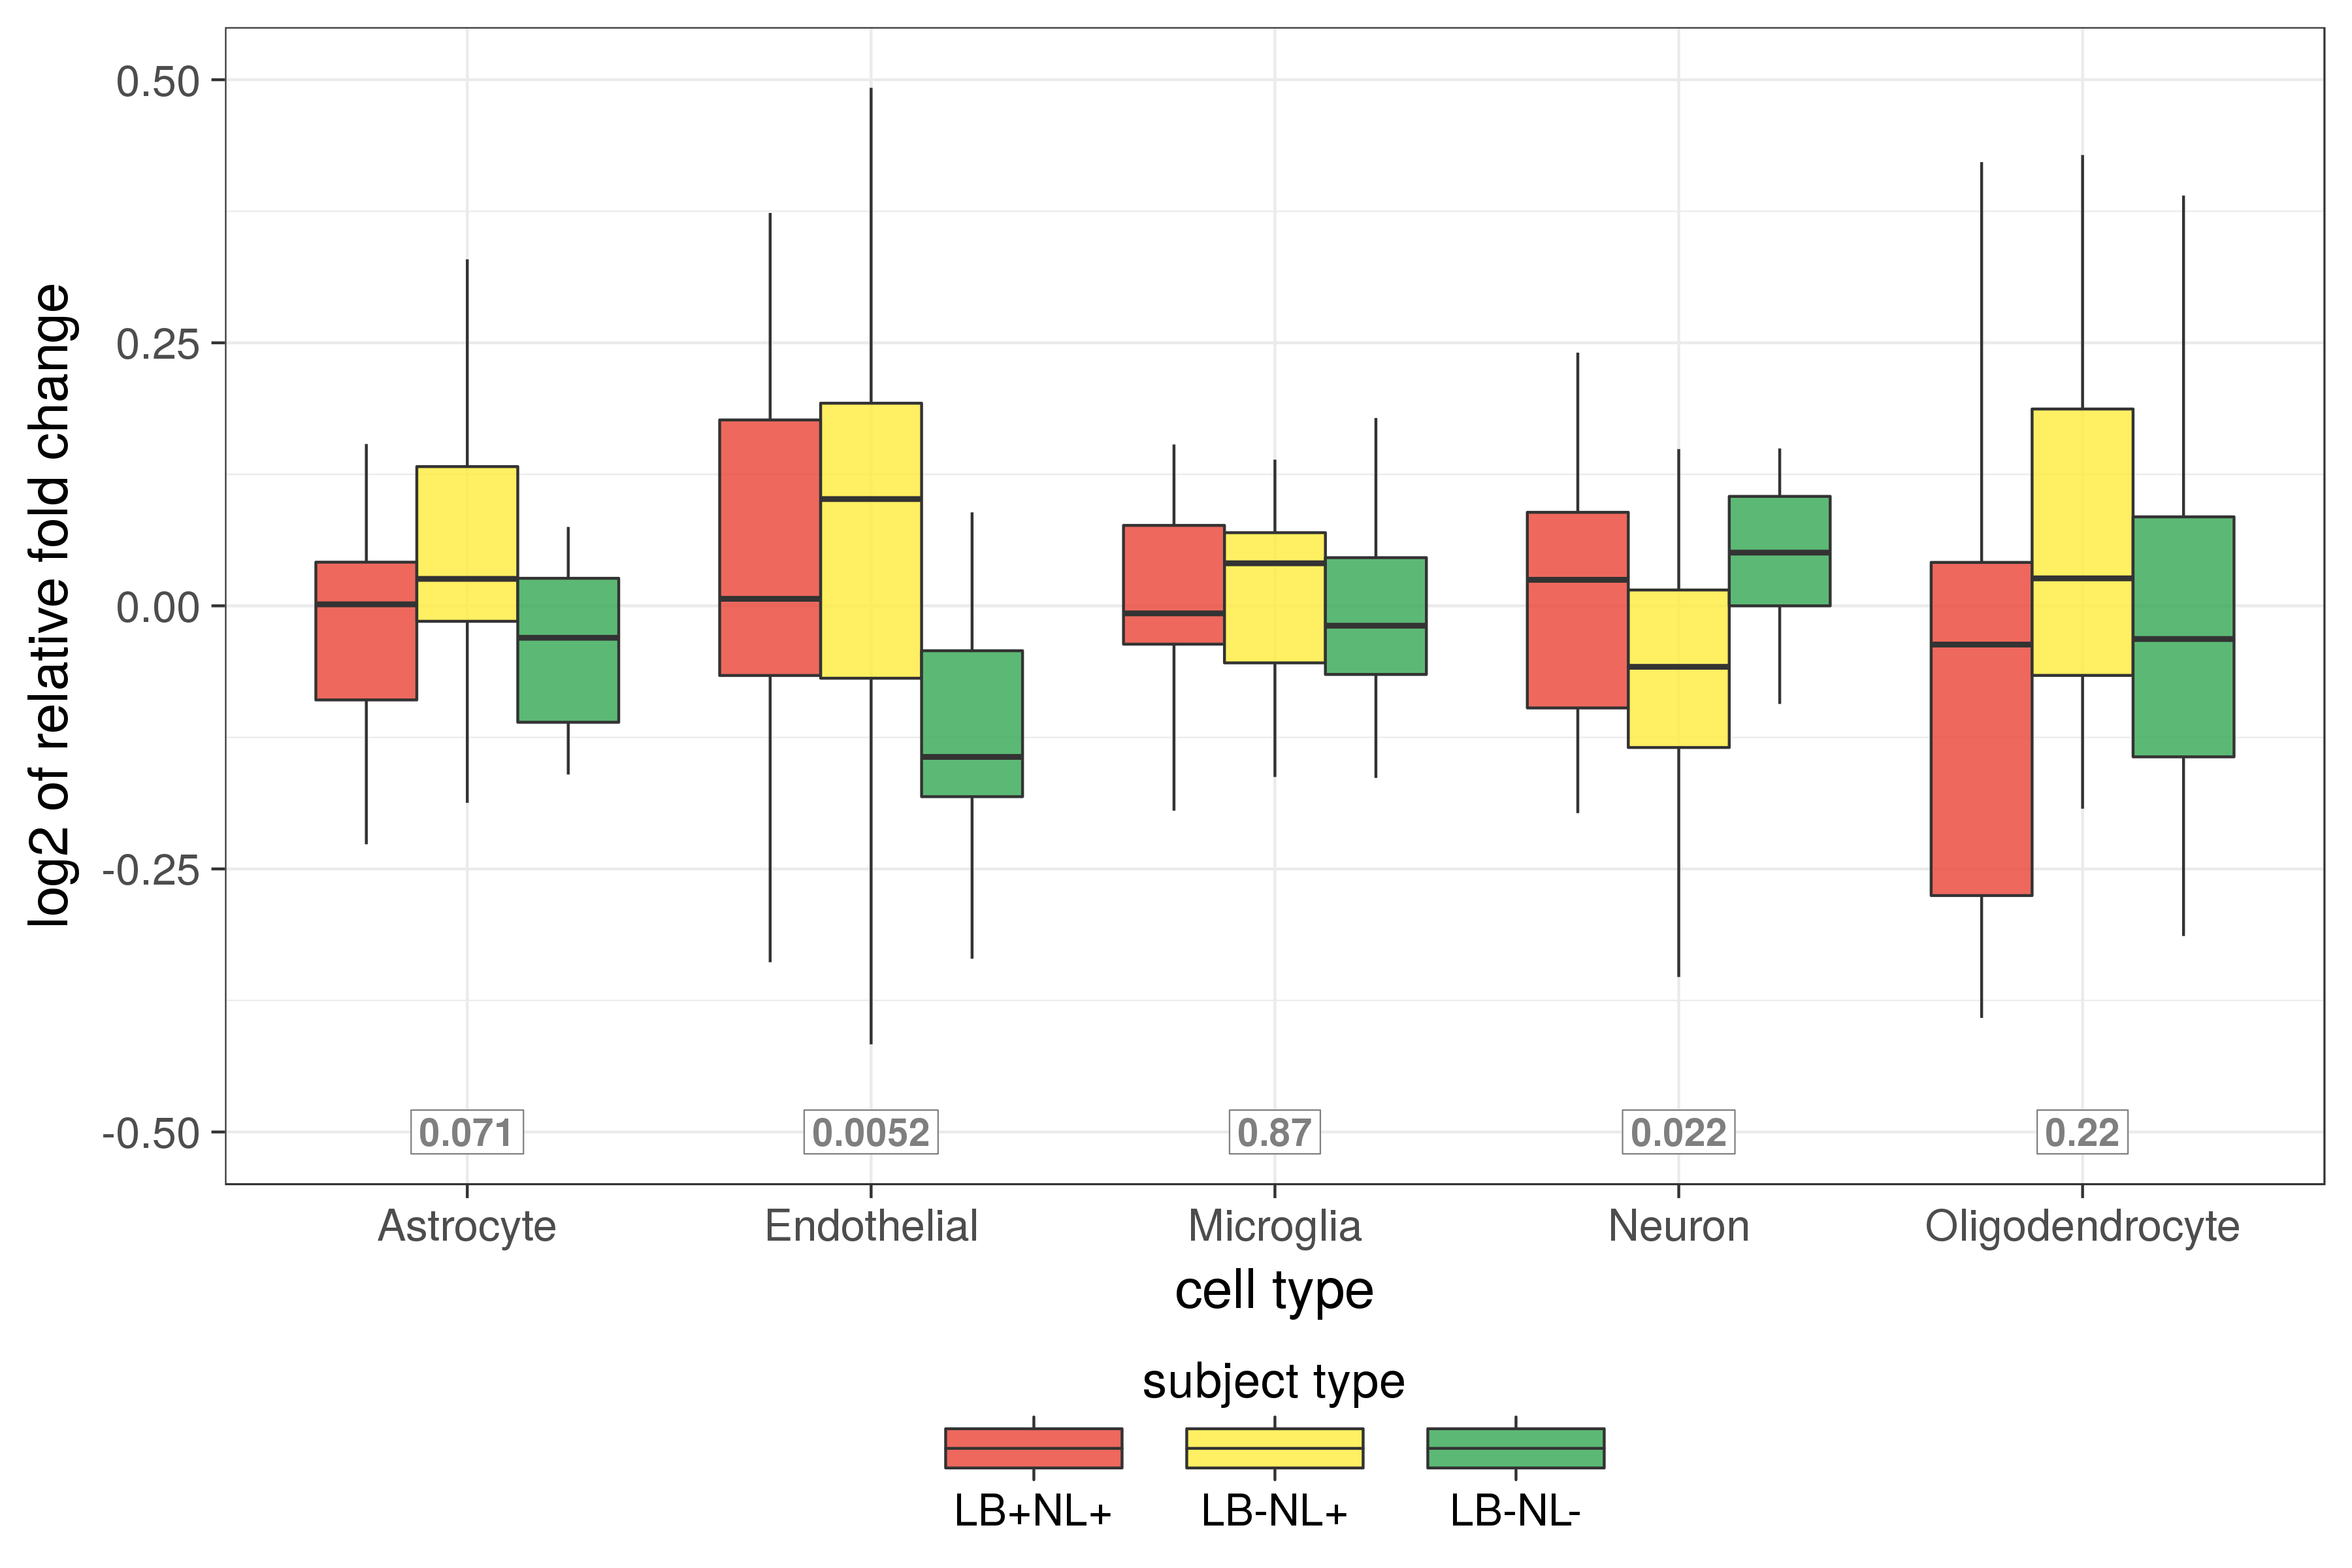 log2 of relative fold change
0.50
0.25
0.00
-0.25
-0.50
0.071 0.0052 0.87 0.022 0.22
Astrocyte Endothelial Microglia Neuron Oligodendrocyte
cell type
subject type
LB+NL+ LB-NL+ LB-NL-